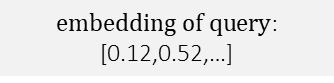 embedding of query:
[0.12,0.52,...]